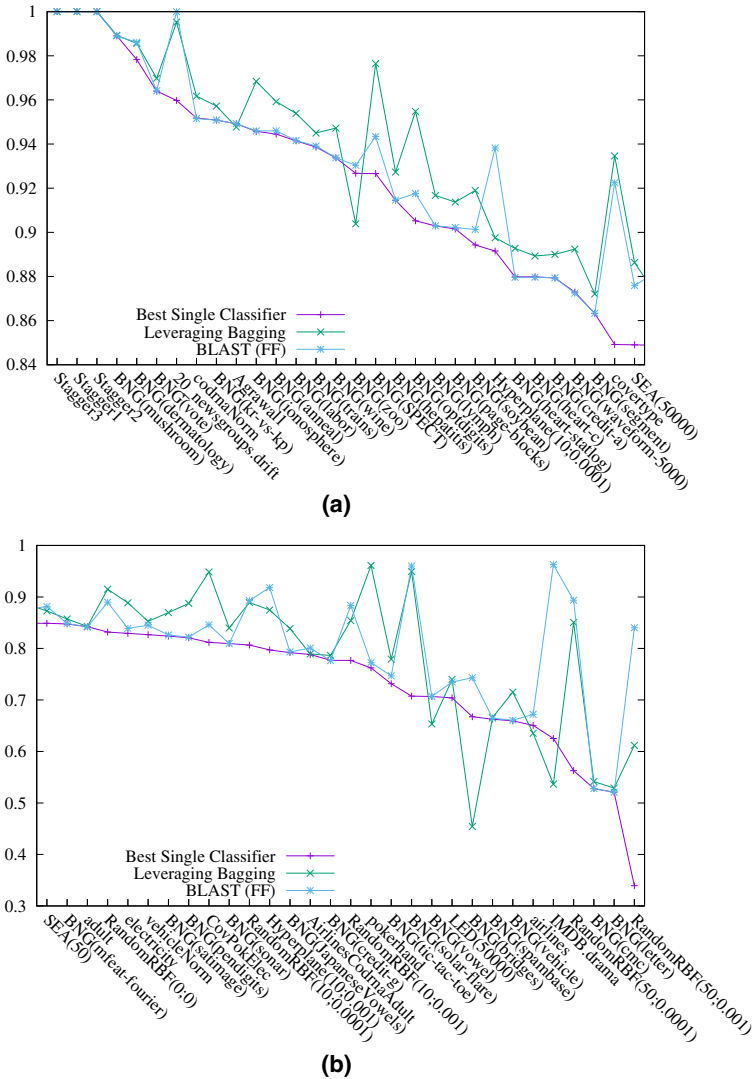 1
0.98
0.96
0.94
0.92
0.9
0.88
0.86
0.84
Best Single Classifier
Leveraging Bagging
BLAST (FF)
Stagger3
Stagger1
Stagger2
BNG(mushroom)
BNG(dermatology)
BNG(vote)
20_newsgroups.drift
codrnaNorm
BNG(kr-vs-kp)
Agrawal1
BNG(ionosphere)
BNG(anneal)
BNG(labor)
BNG(trains)
BNG(wine)
BNG(zoo)
BNG(SPECT)
BNG(hepatitis)
BNG(optdigits)
BNG(lymph)
BNG(page-blocks)
BNG(soybean)
Hyperplane(10;0.0001)
BNG(heart-statlog)
BNG(heart-c)
BNG(credit-a)
BNG(waveform-5000)
BNG(segment)
covertype
SEA(50000)
(a)
1
0.9
0.8
0.7
0.6
0.5
0.4
0.3
Best Single Classifier
Leveraging Bagging
BLAST (FF)
SEA(50)
BNG(mfeat-fourier)
adult
RandomRBF(0;0)
electricity
vehicleNorm
BNG(satimage)
BNG(pendigits)
CovPokElec
BNG(sonar)
RandomRBF(10;0.0001)
Hyperplane(10;0.001)
BNG(JapaneseVowels)
AirlinesCodrnaAdult
BNG(credit-g)
RandomRBF(10;0.001)
pokerhand
BNG(tic-tac-toe)
BNG(solar-flare)
BNG(vowel)
LED(50000)
BNG(bridges)
BNG(spambase)
BNG(vehicle)
airlines
IMDB.drama
RandomRBF(50;0.0001)
BNG(cmc)
BNG(letter)
RandomRBF(50;0.001)
(b)